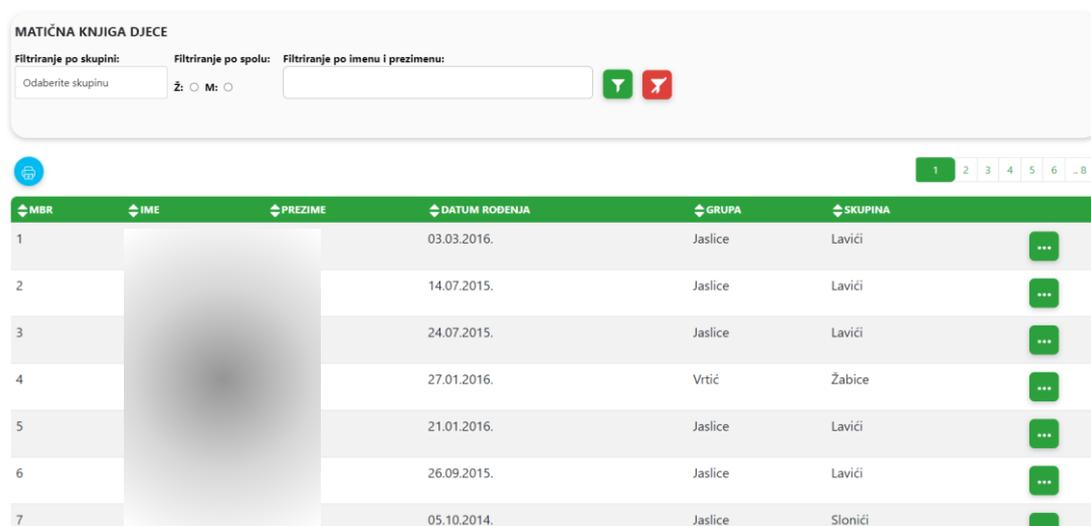 MATIČNA KNJIGA DJECE
Filtriranje po skupini: Filtriranje po spolu: Filtriranje po imenu i prezimenu:
Odaberite skupinu Ž: M:
1 2 3 4 5 6 .. 8
MBR IME PREZIME DATUM ROĐENJA GRUPA SKUPINA
1 03.03.2016. Jaslice Lavići
2 14.07.2015. Jaslice Lavići
3 24.07.2015. Jaslice Lavići
4 27.01.2016. Vrtić Žabice
5 21.01.2016. Jaslice Lavići
6 26.09.2015. Jaslice Lavići
7 05.10.2014. Jaslice Slonići